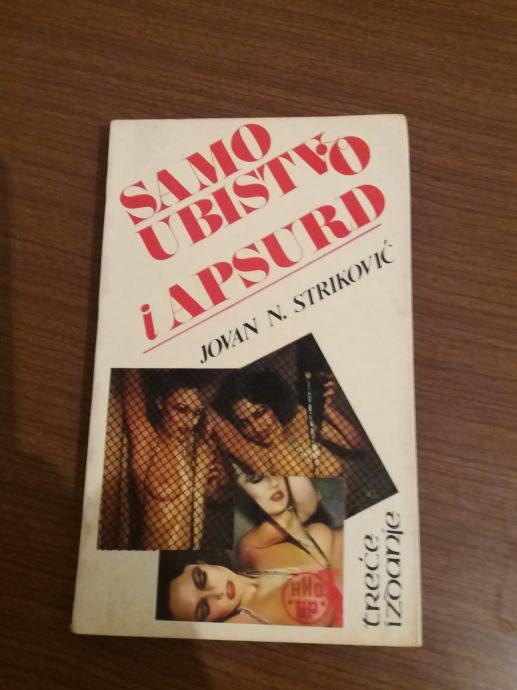 SAMO
UBISTVO
i APSURD
JOVAN N. STRIKOVIĆ
treće
izdanje